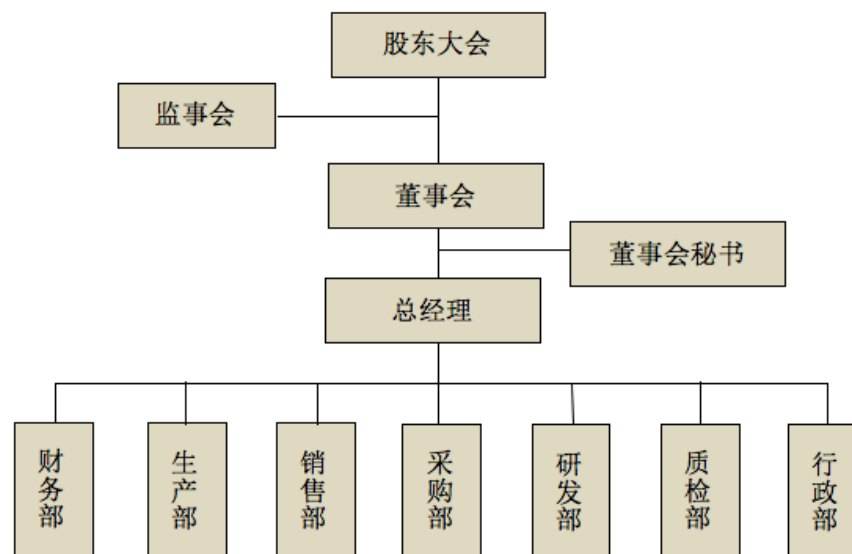 股东大会
监事会
董事会
董事会秘书
总经理
财务部
生产部
销售部
采购部
研发部
质检部
行政部